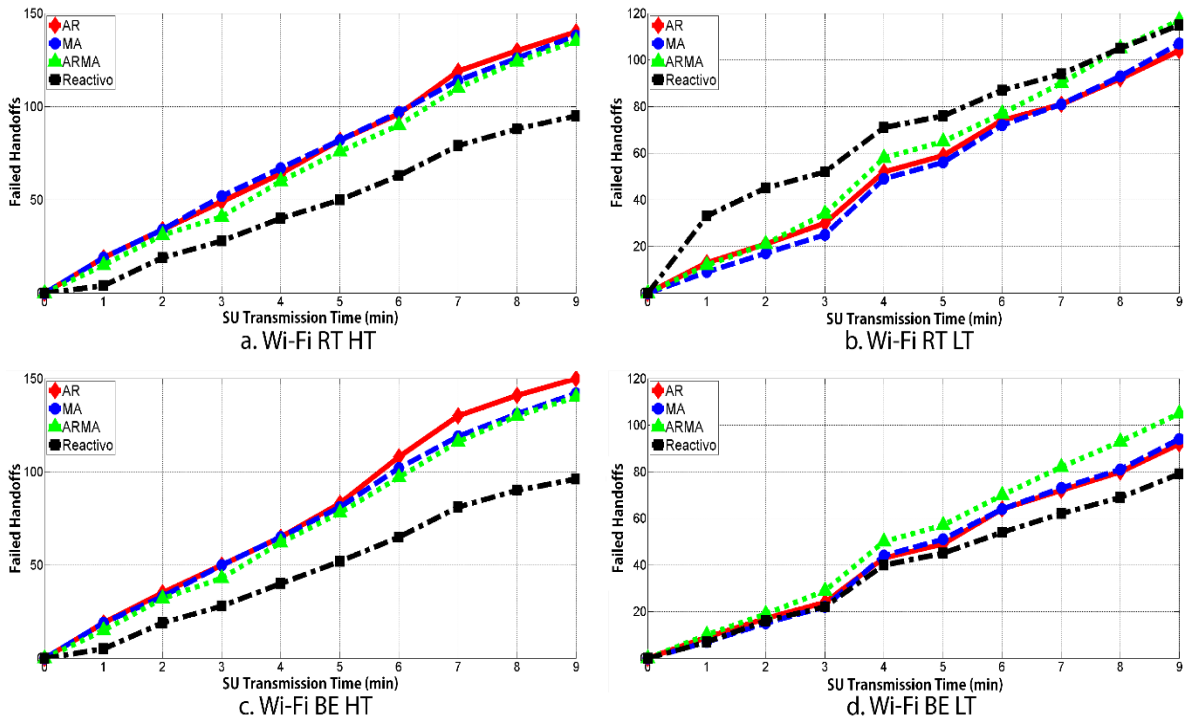 150
100
50
0
Failed Handoffs
AR
MA
ARMA
Reactivo
0 1 2 3 4 5 6 7 8 9
SU Transmission Time (min)
a. Wi-Fi RT HT
120
100
80
60
40
20
0
Failed Handoffs
AR
MA
ARMA
Reactivo
0 1 2 3 4 5 6 7 8 9
SU Transmission Time (min)
b. Wi-Fi RT LT
150
100
50
0
Failed Handoffs
AR
MA
ARMA
Reactivo
0 1 2 3 4 5 6 7 8 9
SU Transmission Time (min)
c. Wi-Fi BE HT
120
100
80
60
40
20
0
Failed Handoffs
AR
MA
ARMA
Reactivo
0 1 2 3 4 5 6 7 8 9
SU Transmission Time (min)
d. Wi-Fi BE LT